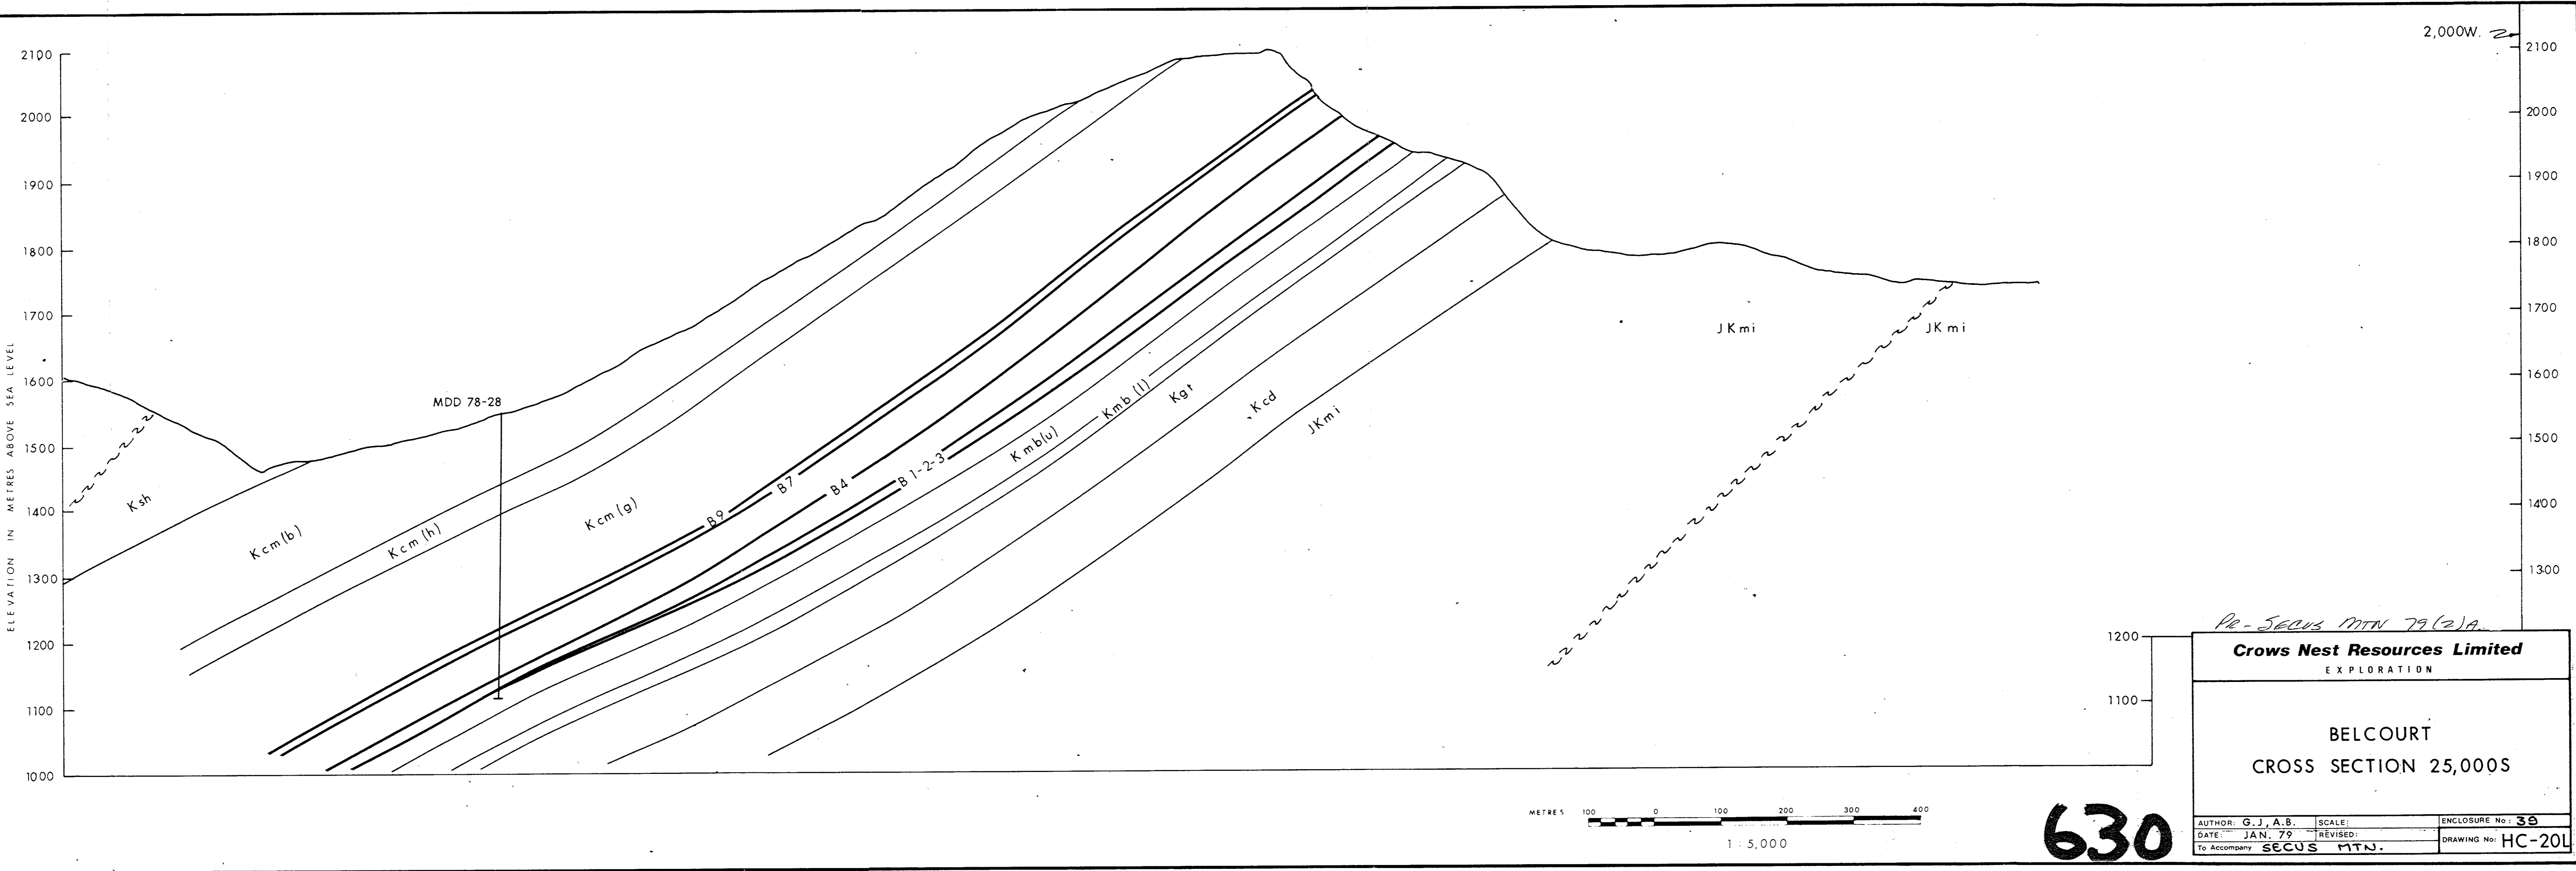 2,000W.
2100
2000
1900
1800
1700
1600
1500
1400
1300
1200
1100
1000
ELEVATION IN METRES ABOVE SEA LEVEL
2100
2000
1900
1800
1700
1600
1500
1400
1300
1200
1100
MDD 78-28
Ksh
Kcm(b)
Kcm(h)
Kcm(g)
B9
B7
B4
B1-2-3
Kmb(u)
Kmb(l)
Kgt
Kcd
JKmi
JKmi
JKmi
METRES 100 0 100 200 300 400
1:5,000
630
PR-SECUS MTN 79(2)A
Crows Nest Resources Limited
EXPLORATION
BELCOURT
CROSS SECTION 25,000S
AUTHOR: G.J, A.B. SCALE: ENCLOSURE No: 39
DATE: JAN. 79 REVISED:
To Accompany SECUS MTN. DRAWING No: HC-20L